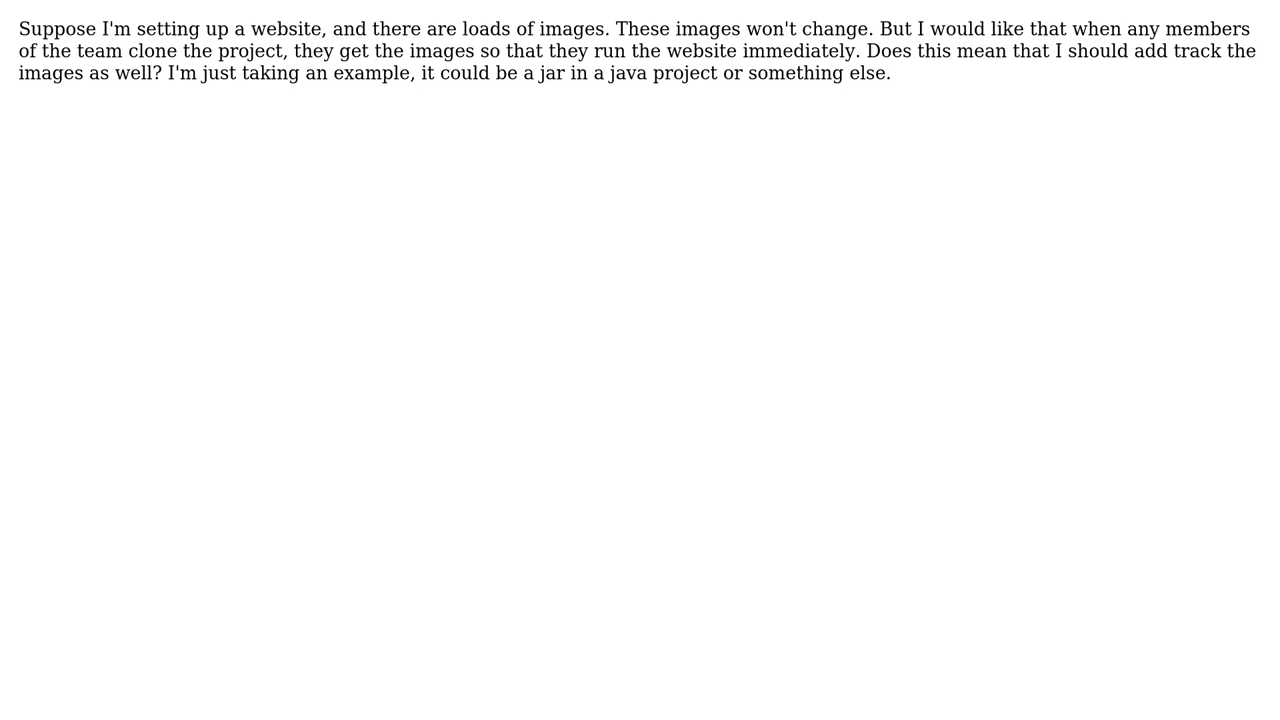 Suppose I'm setting up a website, and there are loads of images. These images won't change. But I would like that when any members
of the team clone the project, they get the images so that they run the website immediately. Does this mean that I should add track the
images as well? I'm just taking an example, it could be a jar in a java project or something else.